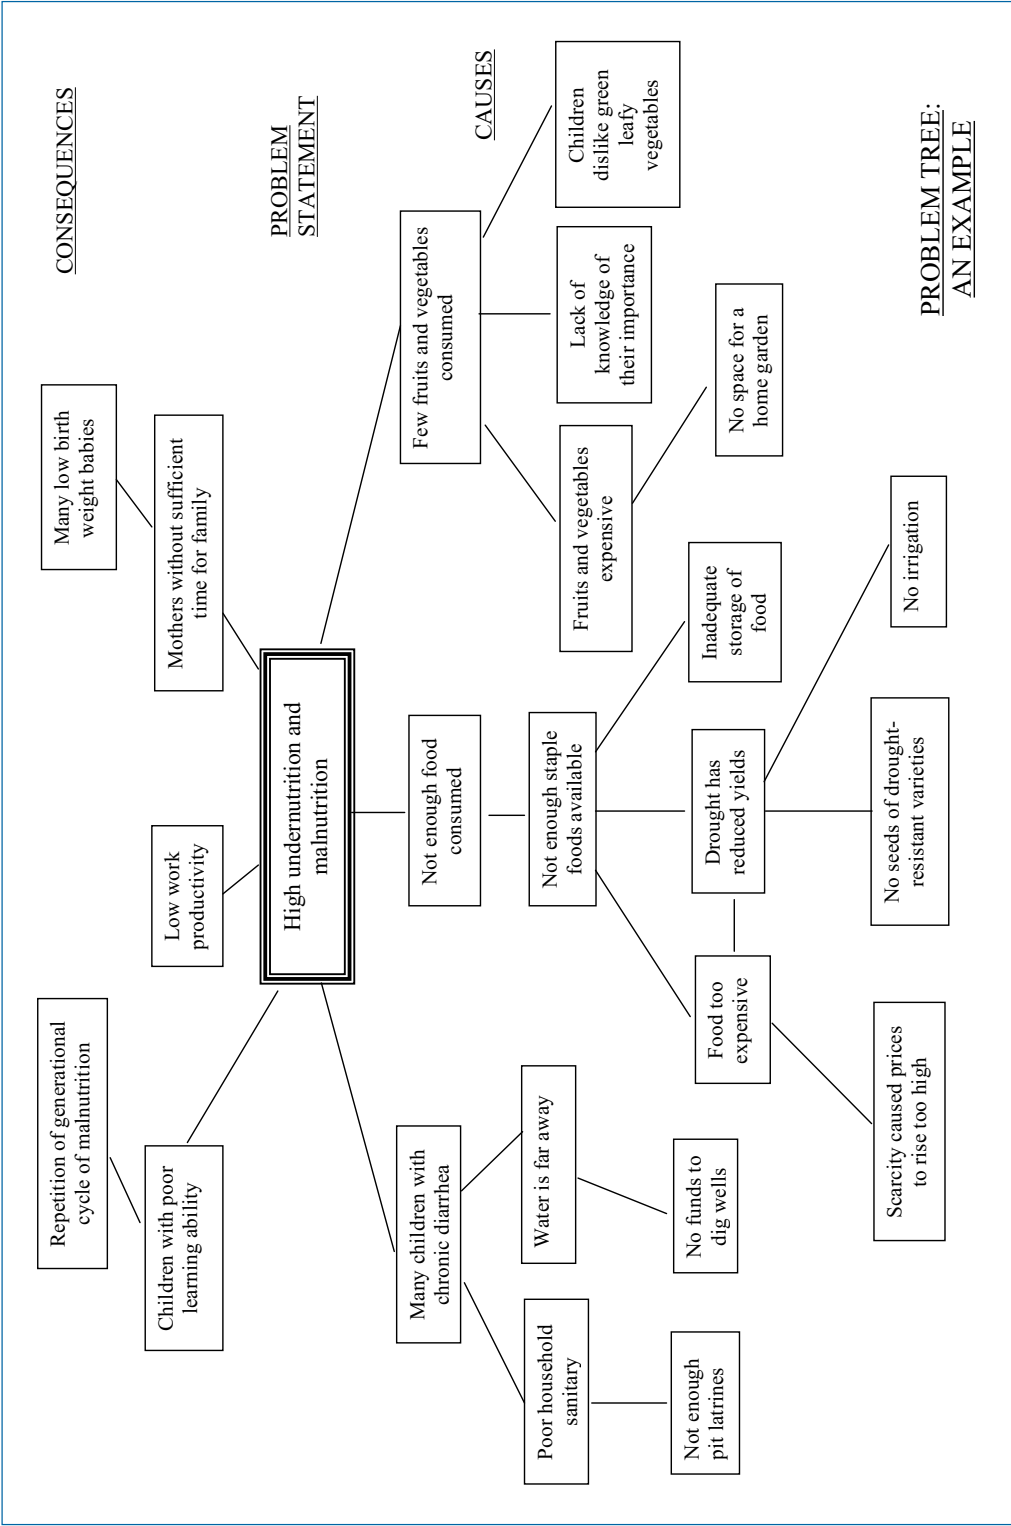 CONSEQUENCES
Repetition of generational
cycle of malnutrition
Many low birth
weight babies
Children with poor
learning ability
Low work
productivity
Mothers without sufficient
time for family
PROBLEM
STATEMENT
High undernutrition and
malnutrition
CAUSES
Many children with
chronic diarrhea
Not enough food
consumed
Few fruits and vegetables
consumed
Poor household
sanitary
Water is far away
Not enough staple
foods available
Fruits and vegetables
expensive
Lack of
knowledge of
their importance
Children
dislike green
leafy
vegetables
Not enough
pit latrines
No funds to
dig wells
Food too
expensive
Drought has
reduced yields
Inadequate
storage of
food
No space for a
home garden
Scarcity caused prices
to rise too high
No seeds of drought-
resistant varieties
No irrigation
PROBLEM TREE:
AN EXAMPLE